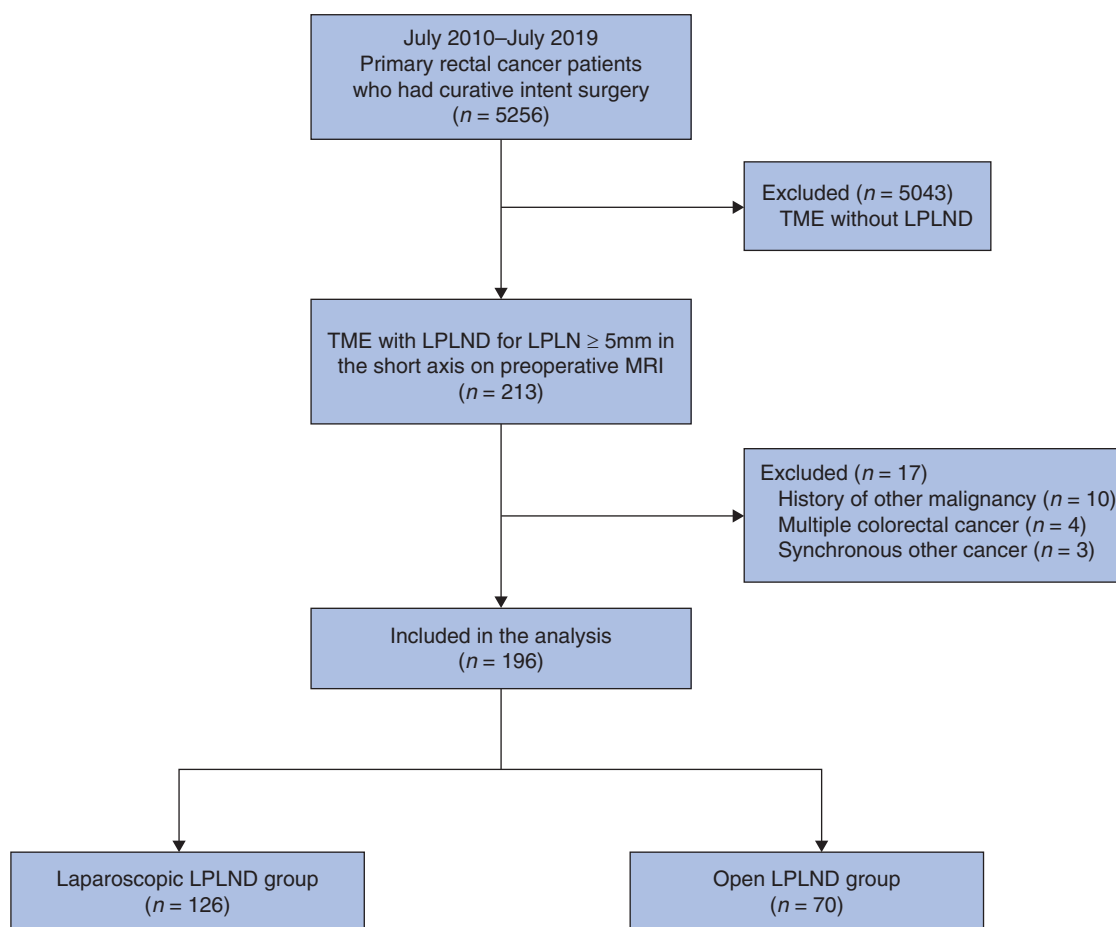 July 2010–July 2019
Primary rectal cancer patients
who had curative intent surgery
(n = 5256)
Excluded (n = 5043)
TME without LPLND
TME with LPLND for LPLN ≥ 5mm in
the short axis on preoperative MRI
(n = 213)
Excluded (n = 17)
History of other malignancy (n = 10)
Multiple colorectal cancer (n = 4)
Synchronous other cancer (n = 3)
Included in the analysis
(n = 196)
Laparoscopic LPLND group
(n = 126)
Open LPLND group
(n = 70)